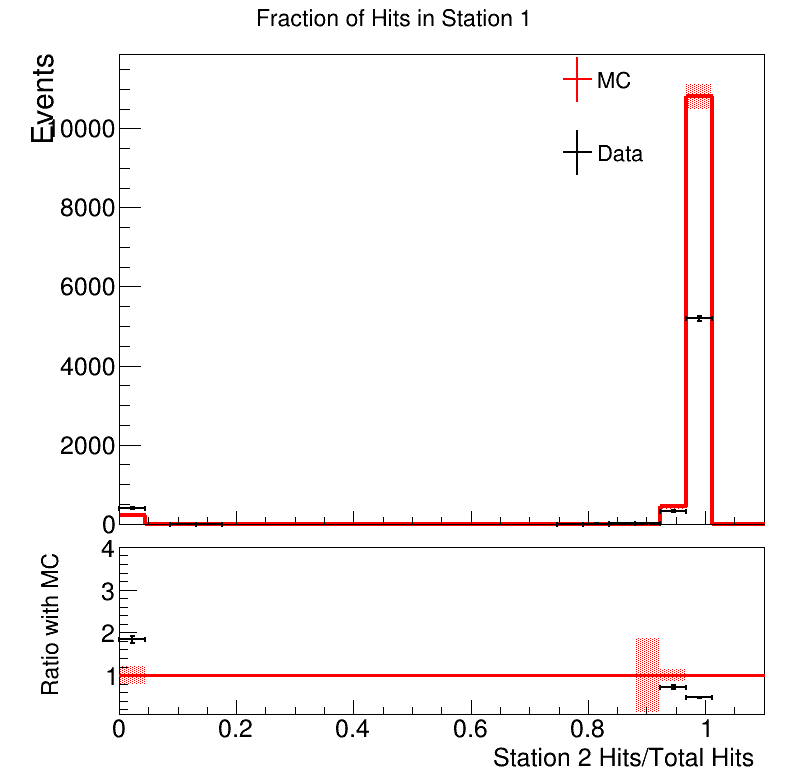 Fraction of Hits in Station 1
Events
MC
Data
10000
8000
6000
4000
2000
0
Ratio with MC
4
3
2
1
0 0.2 0.4 0.6 0.8 1
Station 2 Hits/Total Hits